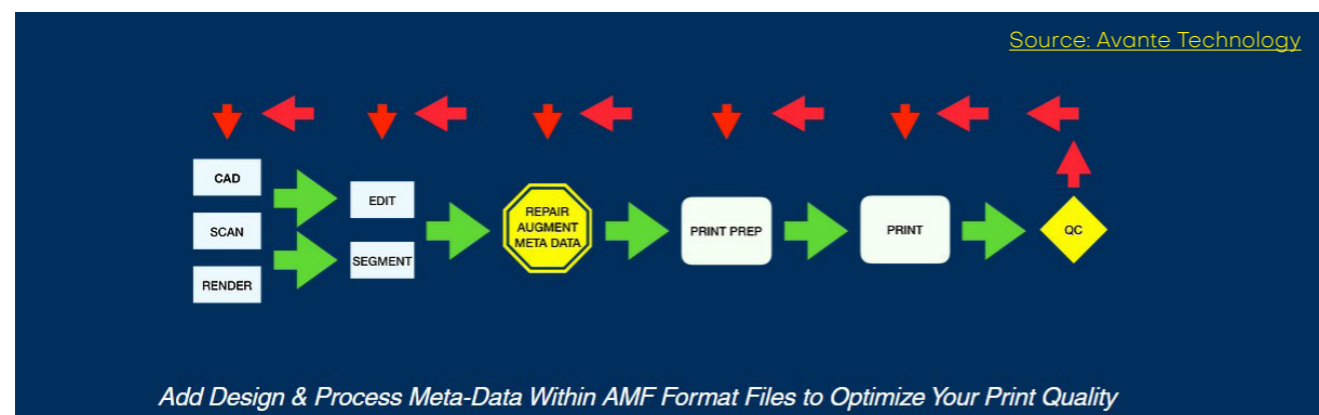 Source: Avante Technology
CAD
SCAN
RENDER
EDIT
SEGMENT
REPAIR
AUGMENT
META DATA
PRINT PREP
PRINT
QC
Add Design & Process Meta-Data Within AMF Format Files to Optimize Your Print Quality